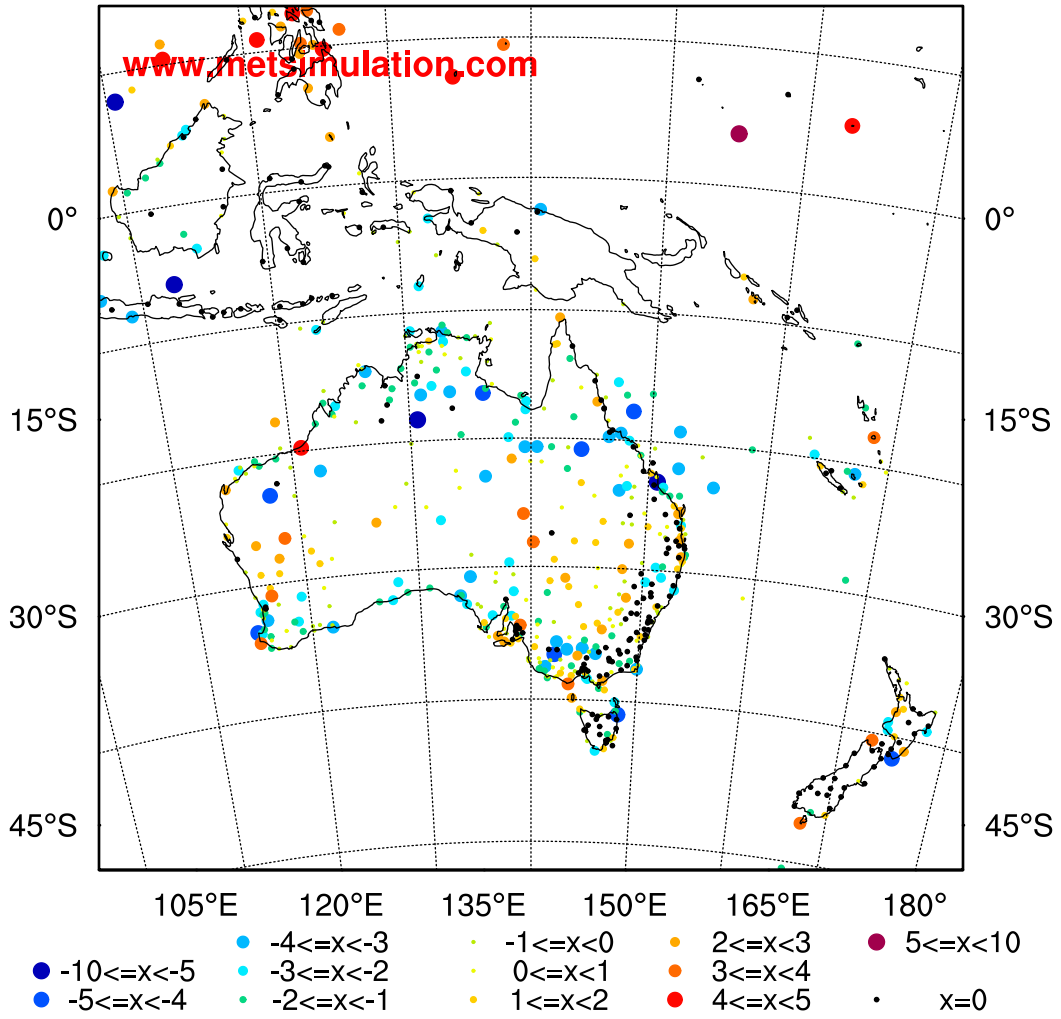 www.metsimulation.com
0° 0°
15°S 15°S
30°S 30°S
45°S 45°S
105°E 120°E 135°E 150°E 165°E 180°
-4<=x<-3 -1<=x<0 2<=x<3 5<=x<10
-10<=x<-5 -3<=x<-2 0<=x<1 3<=x<4
-5<=x<-4 -2<=x<-1 1<=x<2 4<=x<5 x=0